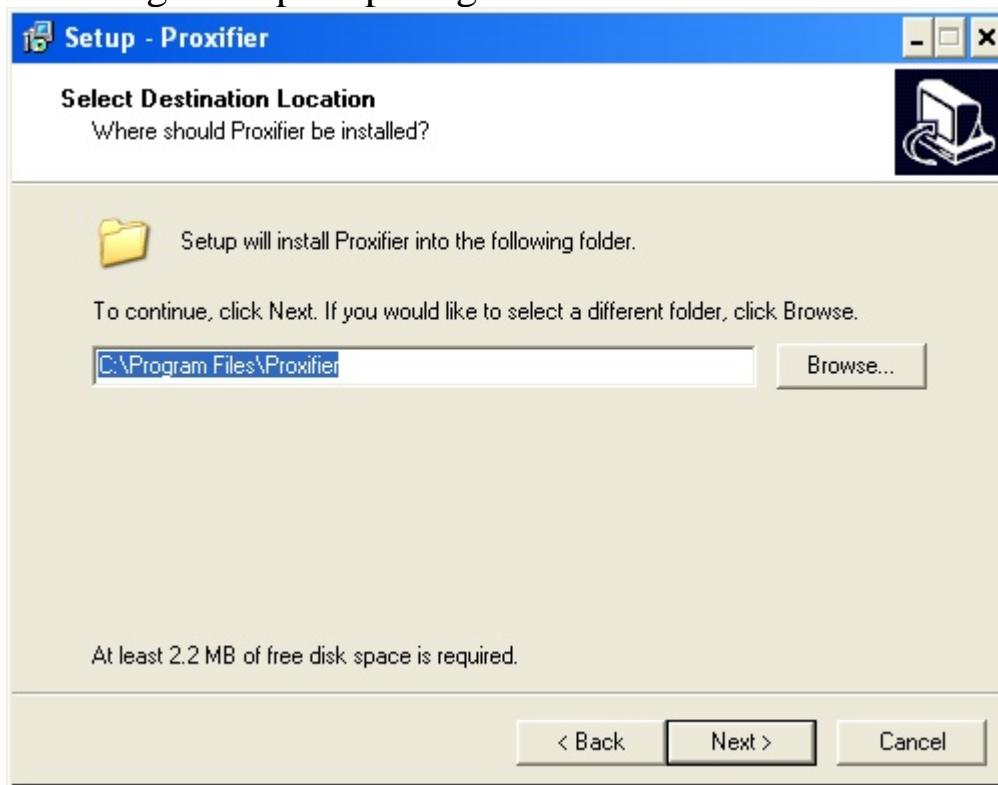 Setup - Proxifier
Select Destination Location
Where should Proxifier be installed?
Setup will install Proxifier into the following folder.
To continue, click Next. If you would like to select a different folder, click Browse.
C:\Program Files\Proxifier
Browse...
At least 2.2 MB of free disk space is required.
< Back
Next >
Cancel